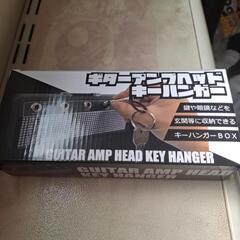 ギターアンプヘッド
キーハンガー
鍵や眼鏡などを
玄関等に収納できる
キーハンガーBOX
GUITAR AMP HEAD KEY HANGER
GUITAR AMP HEAD
KEY HANGER